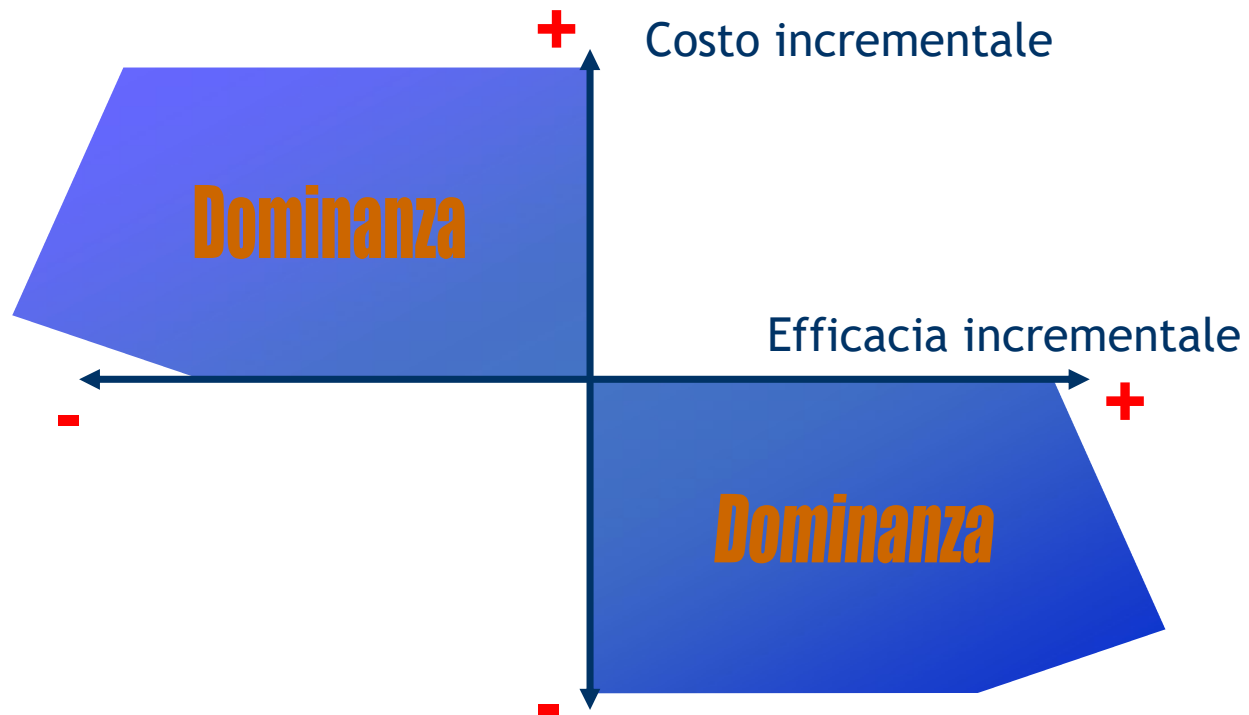 +
Costo incrementale
Dominanza
Efficacia incrementale
-
+
Dominanza
-